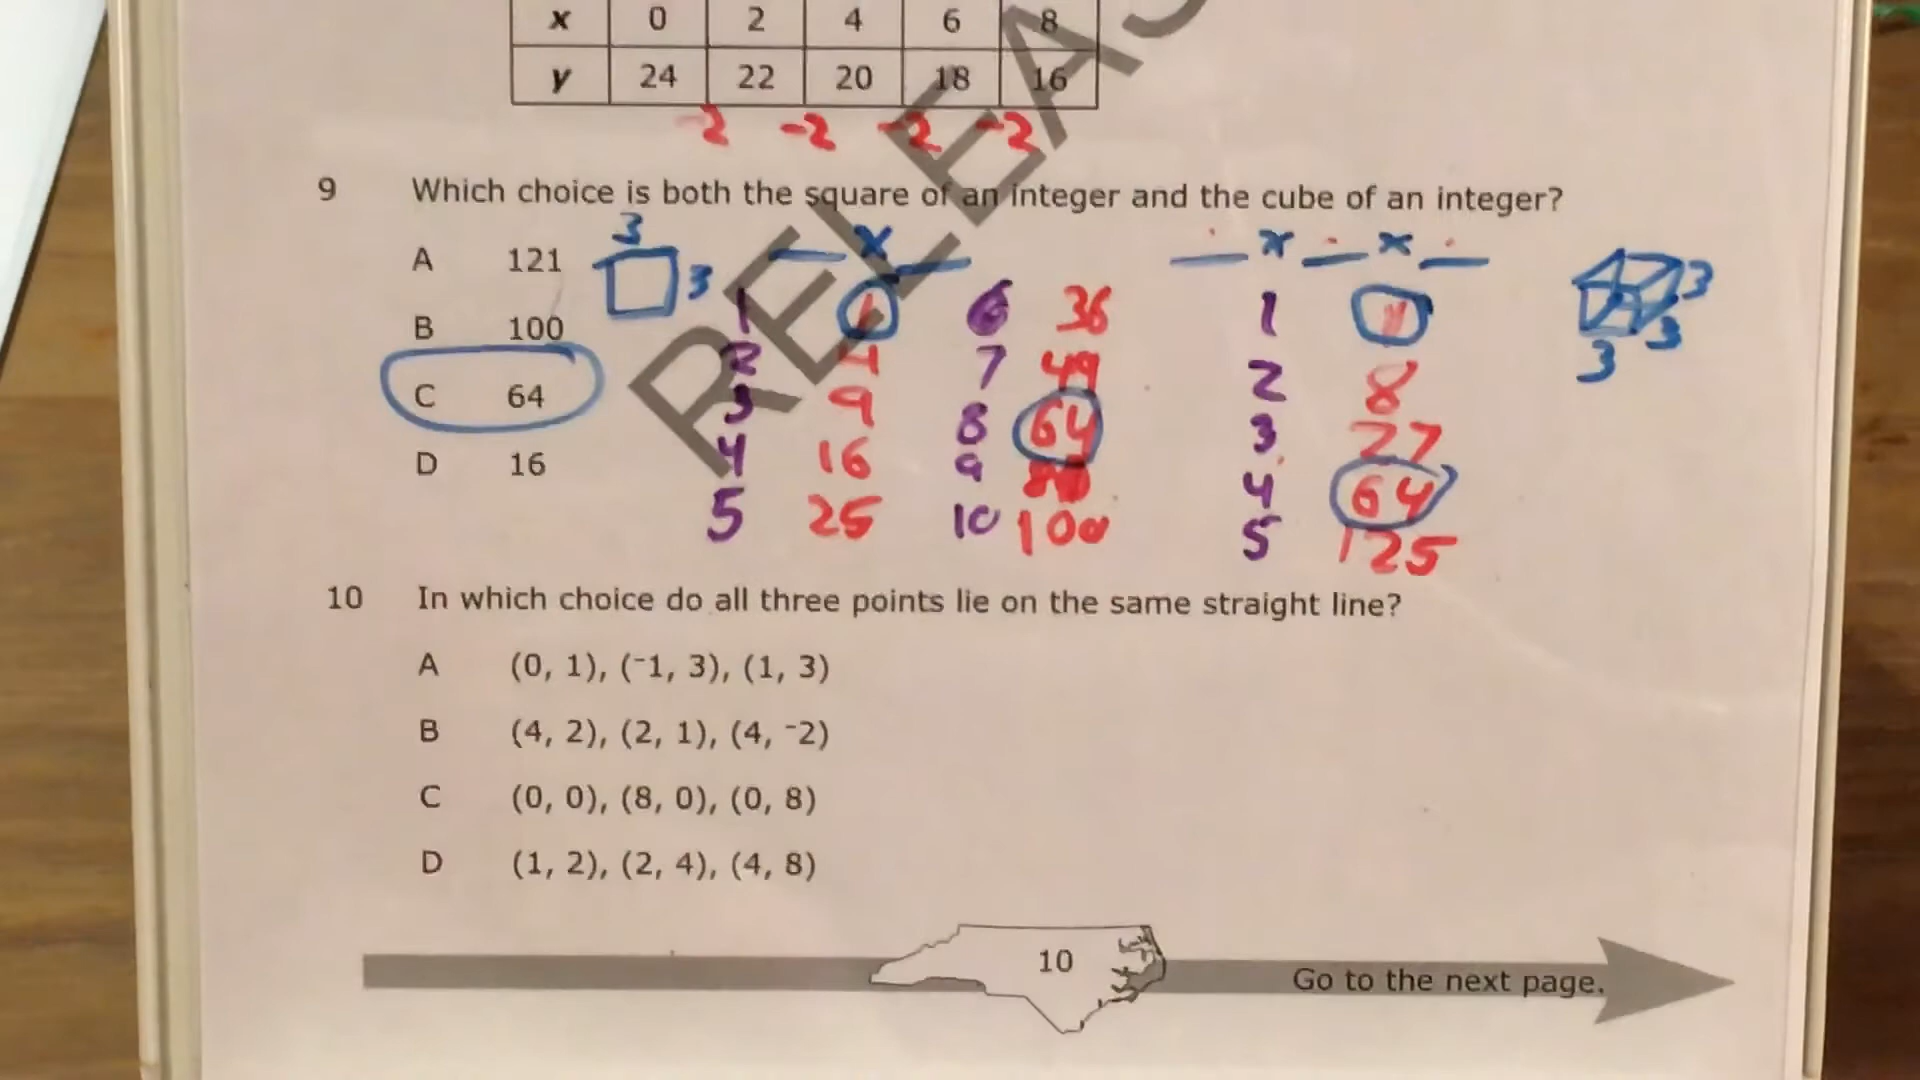 x 0 2 4 6 8
y 24 22 20 18 16
-2 -2 -2 -2
RELEAS
9 Which choice is both the square of an integer and the cube of an integer?
A 121
B 100
C 64
D 16
3
3
x
1 1 6 36
2 4 7 49
3 9 8 64
4 16 9
5 25 10 100
x x
1 1
2 8
3 27
4 64
5 125
3
3
3
10 In which choice do all three points lie on the same straight line?
A (0, 1), (⁻1, 3), (1, 3)
B (4, 2), (2, 1), (4, ⁻2)
C (0, 0), (8, 0), (0, 8)
D (1, 2), (2, 4), (4, 8)
10
Go to the next page.